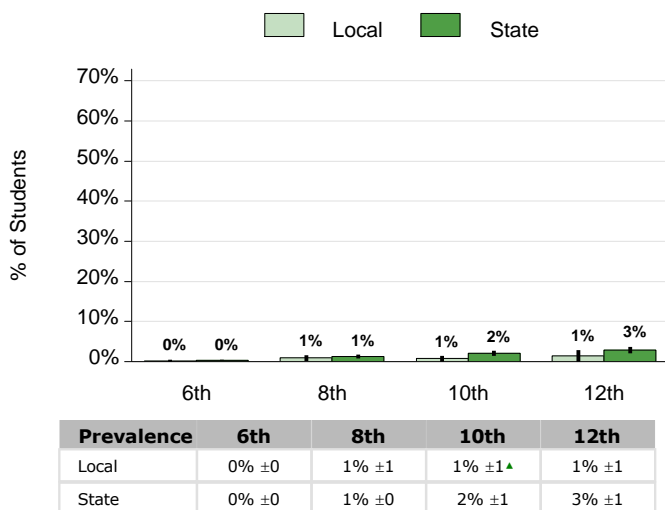 Local State
% of Students
70%
60%
50%
40%
30%
20%
10%
0%
0% 0% 1% 1% 1% 2% 1% 3%
6th 8th 10th 12th
Prevalence 6th 8th 10th 12th
Local 0% ±0 1% ±1 1% ±1▲ 1% ±1
State 0% ±0 1% ±0 2% ±1 3% ±1